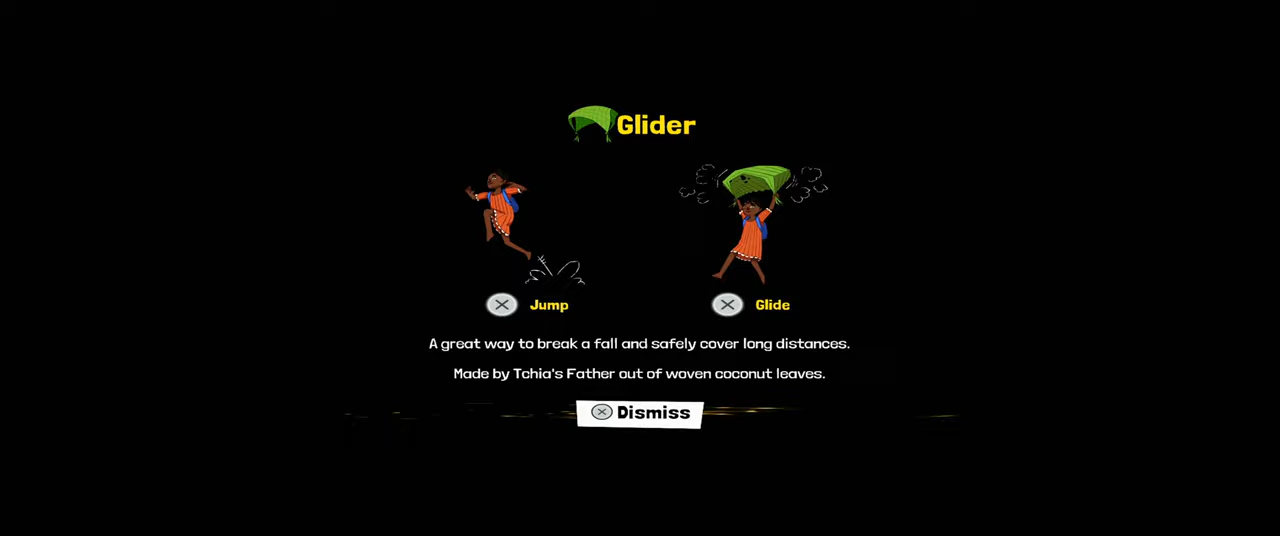 Glider
Jump
Glide
A great way to break a fall and safely cover long distances.
Made by Tchia's Father out of woven coconut leaves.
Dismiss